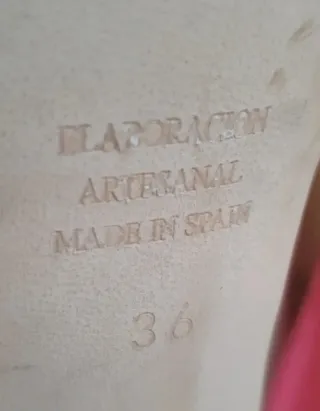 ELABORACION
ARTESANAL
MADE IN SPAIN
36